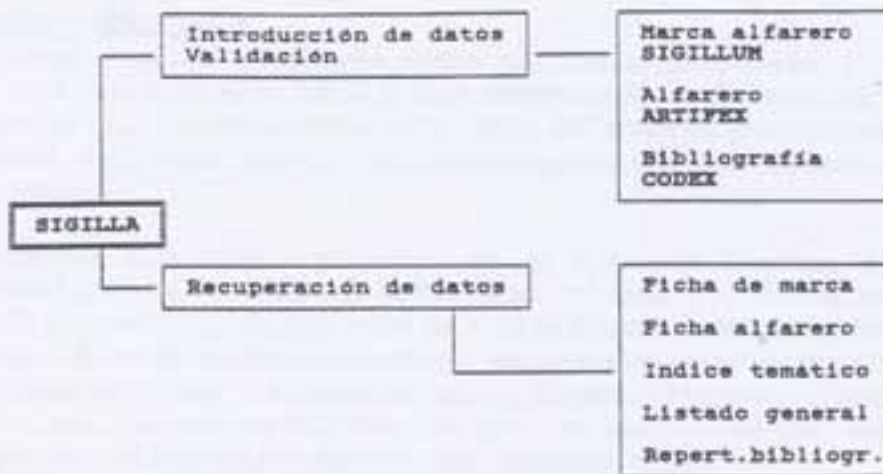 Introducción de datos
Validación
Marca alfarero
SIGILLUM
Alfarero
ARTIFEX
Bibliografía
CODEX
SIGILLA
Recuperación de datos
Ficha de marca
Ficha alfarero
Indice temático
Listado general
Repert.bibliogr.